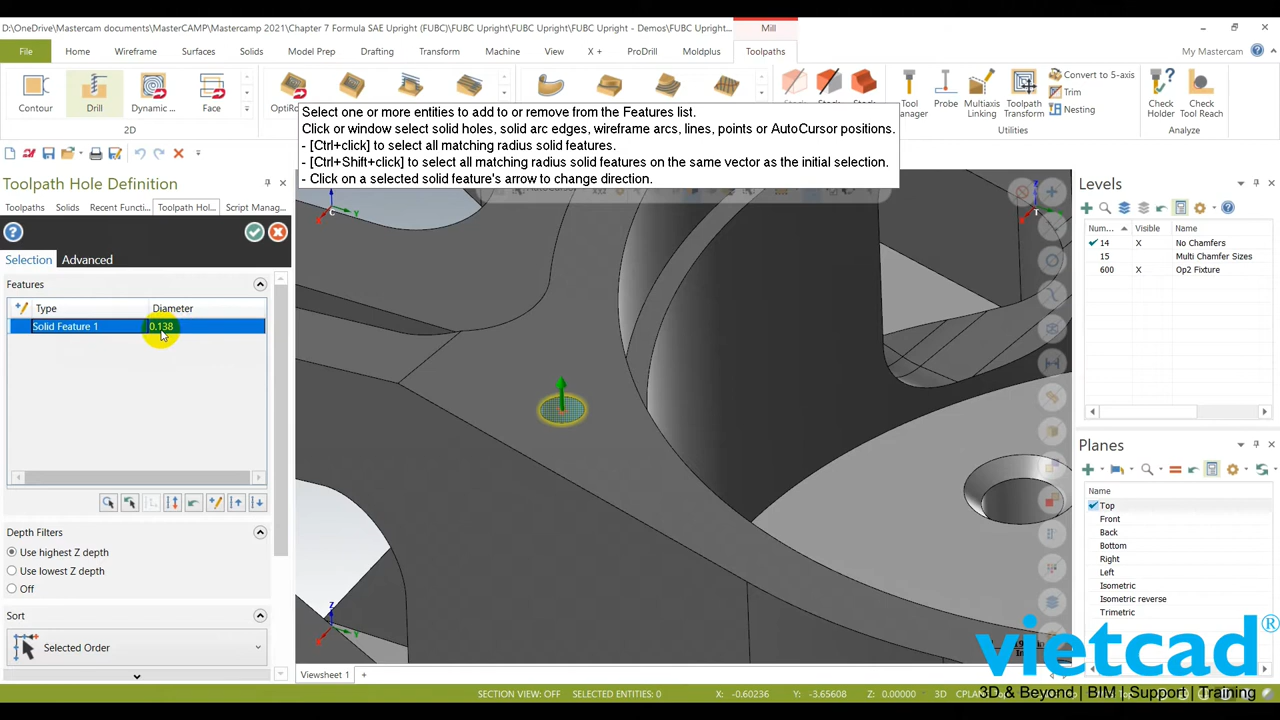 D:\OneDrive\Mastercam documents\MasterCAMP\Mastercamp 2021\Chapter 7 Formula SAE Upright (FUBC)\FUBC Upright\FUBC Upright\FUBC Upright - Demos\FUBC Upright...
Mill
File
Home
Wireframe
Surfaces
Solids
Model Prep
Drafting
Transform
Machine
View
X +
ProDrill
Moldplus
Toolpaths
My Mastercam
Contour
Drill
Dynamic ...
Face
2D
OptiRo
Tool Manager
Probe
Multiaxis Linking
Toolpath Transform
Convert to 5-axis
Trim
Nesting
Utilities
Check Holder
Check Tool Reach
Analyze
Select one or more entities to add to or remove from the Features list.
Click or window select solid holes, solid arc edges, wireframe arcs, lines, points or AutoCursor positions.
- [Ctrl+click] to select all matching radius solid features.
- [Ctrl+Shift+click] to select all matching radius solid features on the same vector as the initial selection.
- Click on a selected solid feature's arrow to change direction.
Toolpath Hole Definition
Toolpaths
Solids
Recent Functi...
Toolpath Hol...
Script Manag...
Selection
Advanced
Features
Type
Diameter
Solid Feature 1
0.138
Depth Filters
Use highest Z depth
Use lowest Z depth
Off
Sort
Selected Order
C
Y
T
Z
Y
Z
Y
Viewsheet 1
+
Levels
Num...
Visible
Name
14
X
No Chamfers
15
Multi Chamfer Sizes
600
X
Op2 Fixture
Planes
Name
Top
Front
Back
Bottom
Right
Left
Isometric
Isometric reverse
Trimetric
vietcad®
3D & Beyond | BIM | Support | Training
SECTION VIEW: OFF
SELECTED ENTITIES: 0
X: -0.60236
Y: -3.65608
Z: 0.00000
3D